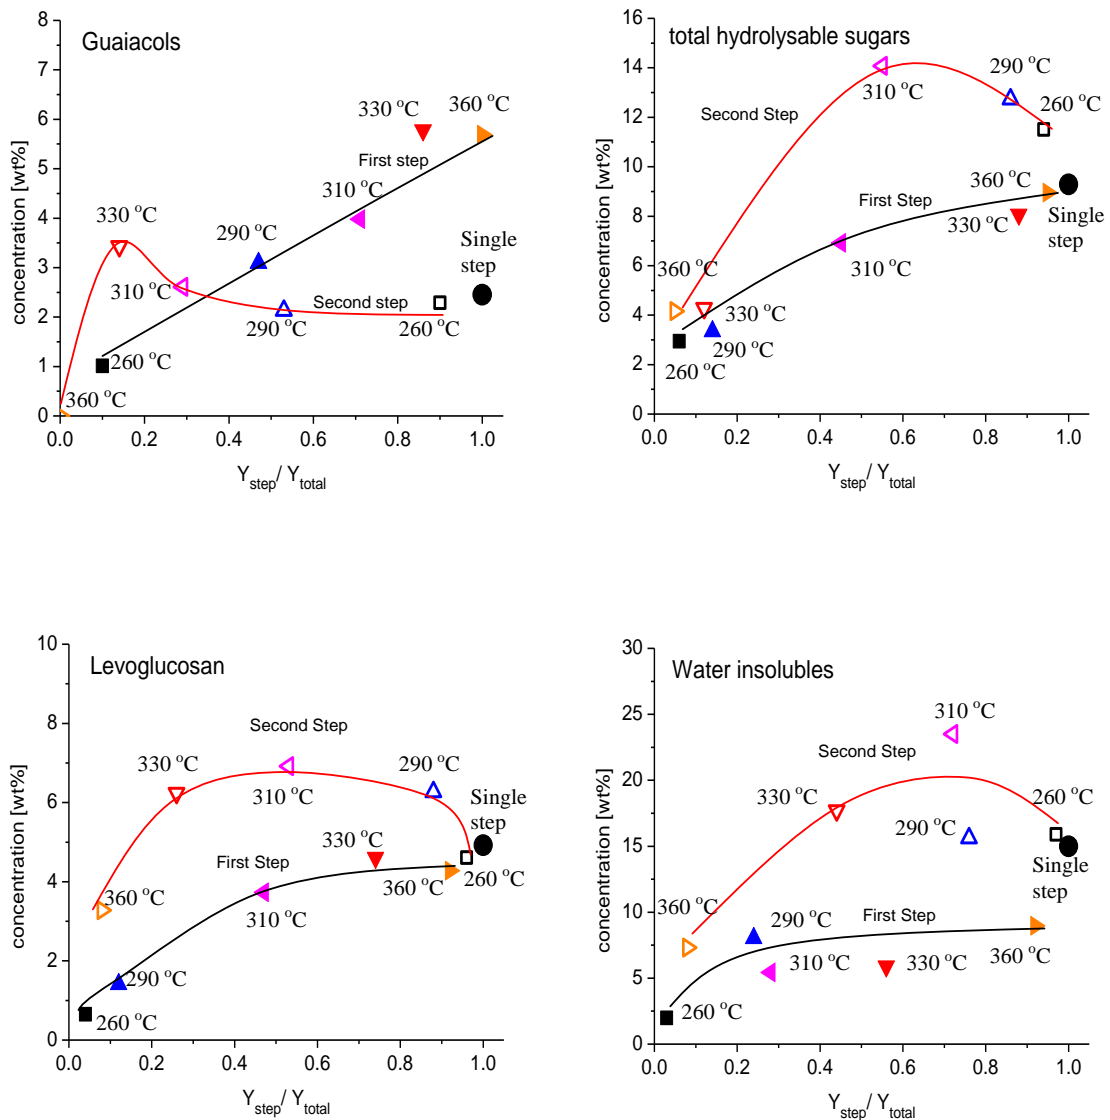 Guaiacols
concentration [wt%]
8
7
6
5
4
3
2
1
0
330 °C
360 °C
First step
310 °C
290 °C
330 °C
Single
step
310 °C
Second step
290 °C
260 °C
260 °C
360 °C
0.0 0.2 0.4 0.6 0.8 1.0
Ystep/ Ytotal
total hydrolysable sugars
concentration [wt%]
16
14
12
10
8
6
4
2
0
290 °C
310 °C
260 °C
Second Step
360 °C
First Step
330 °C
Single
step
310 °C
360 °C
330 °C
260 °C
290 °C
0.0 0.2 0.4 0.6 0.8 1.0
Ystep/ Ytotal
Levoglucosan
concentration [wt%]
10
8
6
4
2
0
Second Step
330 °C
290 °C
310 °C
Single
step
330 °C
First Step
360 °C
260 °C
360 °C
310 °C
290 °C
260 °C
0.0 0.2 0.4 0.6 0.8 1.0
Ystep/ Ytotal
Water insolubles
concentration [wt%]
30
25
20
15
10
5
0
310 °C
Second Step
330 °C
260 °C
290 °C
Single
step
360 °C
290 °C
First Step
310 °C
330 °C
360 °C
260 °C
0.0 0.2 0.4 0.6 0.8 1.0
Ystep/ Ytotal